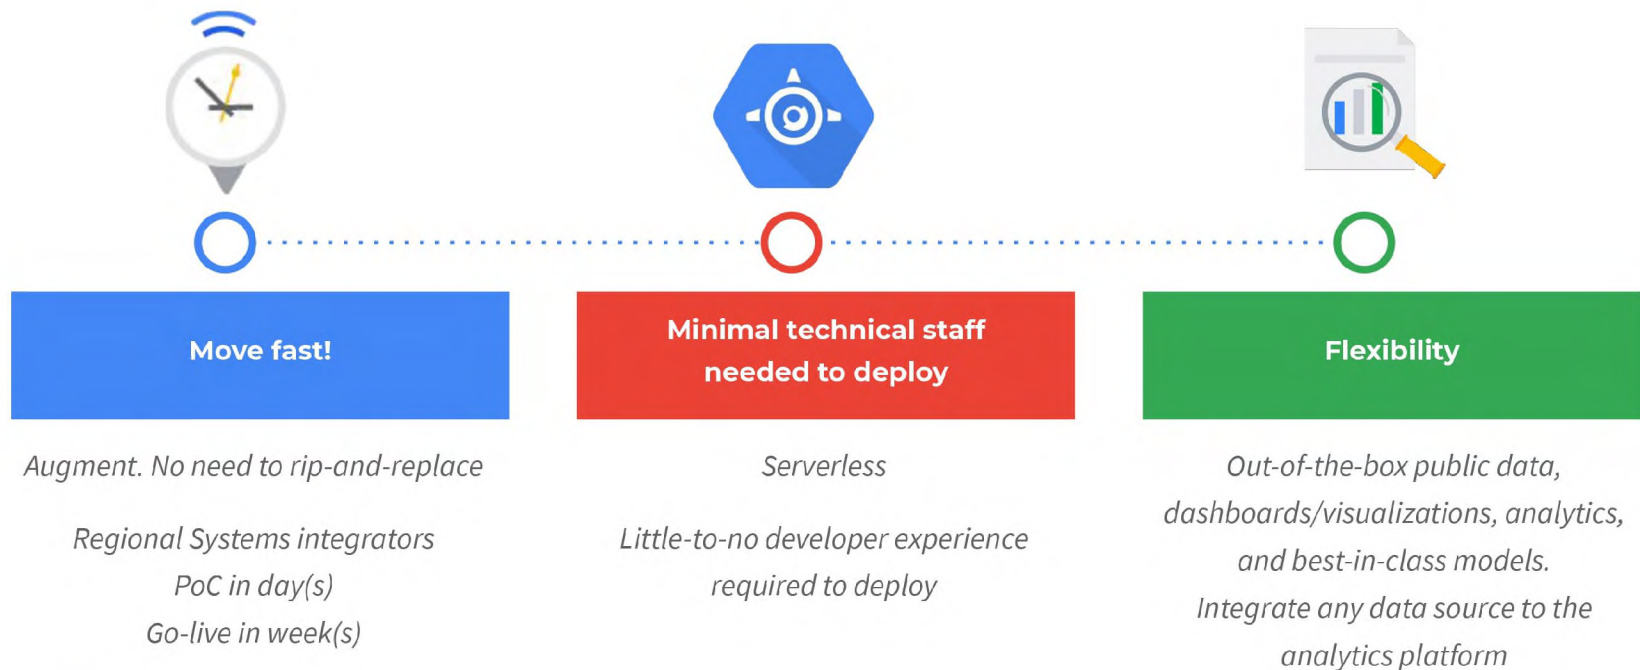 Move fast!
Augment. No need to rip-and-replace
Regional Systems integrators
PoC in day(s)
Go-live in week(s)
Minimal technical staff
needed to deploy
Serverless
Little-to-no developer experience
required to deploy
Flexibility
Out-of-the-box public data,
dashboards/visualizations, analytics,
and best-in-class models.
Integrate any data source to the
analytics platform